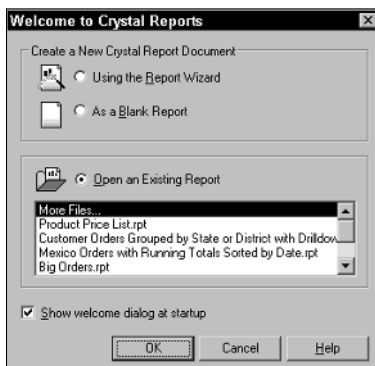 Welcome to Crystal Reports
Create a New Crystal Report Document
Using the Report Wizard
As a Blank Report
Open an Existing Report
More Files...
Product Price List.rpt
Customer Orders Grouped by State or District with Drilldow
Mexico Orders with Running Totals Sorted by Date.rpt
Big Orders.rpt
Show welcome dialog at startup
OK Cancel Help